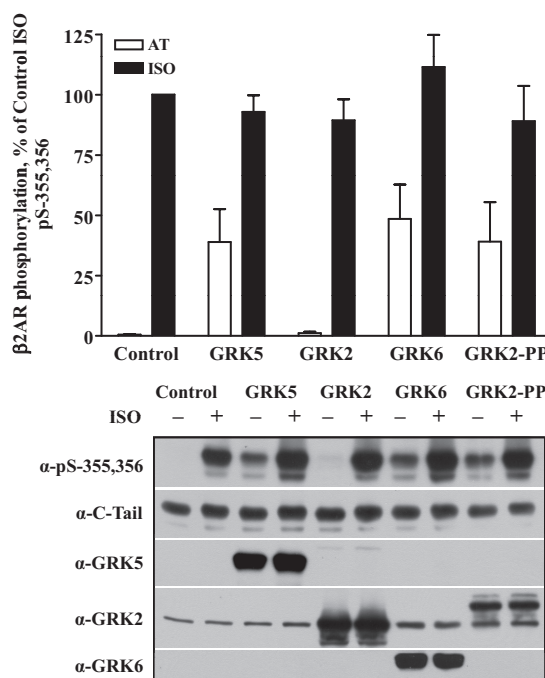 β2AR phosphorylation, % of Control ISO
pS-355,356
125
100
75
50
25
0
AT
ISO
Control GRK5 GRK2 GRK6 GRK2-PP
Control GRK5 GRK2 GRK6 GRK2-PP
ISO – + – + – + – + – +
α-pS-355,356
α-C-Tail
α-GRK5
α-GRK2
α-GRK6